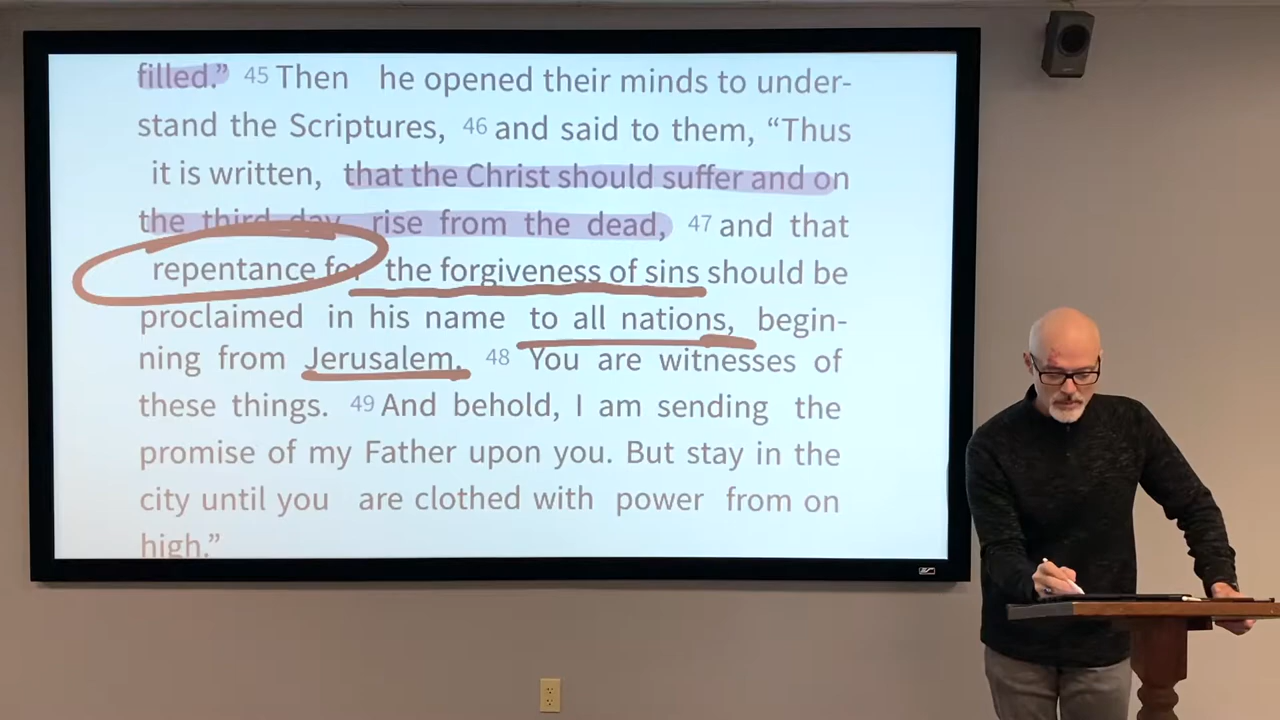 filled.” 45 Then he opened their minds to under-
stand the Scriptures, 46 and said to them, “Thus
it is written, that the Christ should suffer and on
the third day rise from the dead, 47 and that
repentance for the forgiveness of sins should be
proclaimed in his name to all nations, begin-
ning from Jerusalem. 48 You are witnesses of
these things. 49 And behold, I am sending the
promise of my Father upon you. But stay in the
city until you are clothed with power from on
high.”